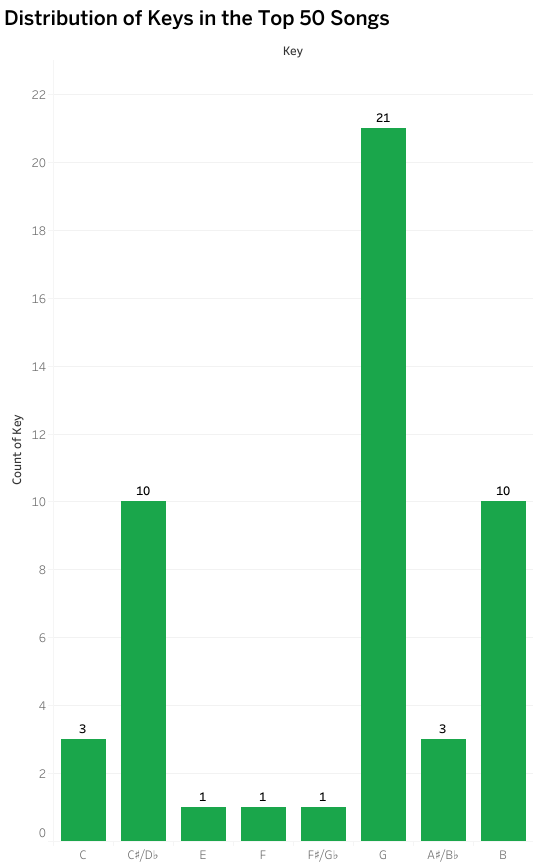 Distribution of Keys in the Top 50 Songs
Key
22
20
18
16
14
12
10
8
6
4
2
0
Count of Key
3
10
1
1
1
21
3
10
C
C♯/D♭
E
F
F♯/G♭
G
A♯/B♭
B